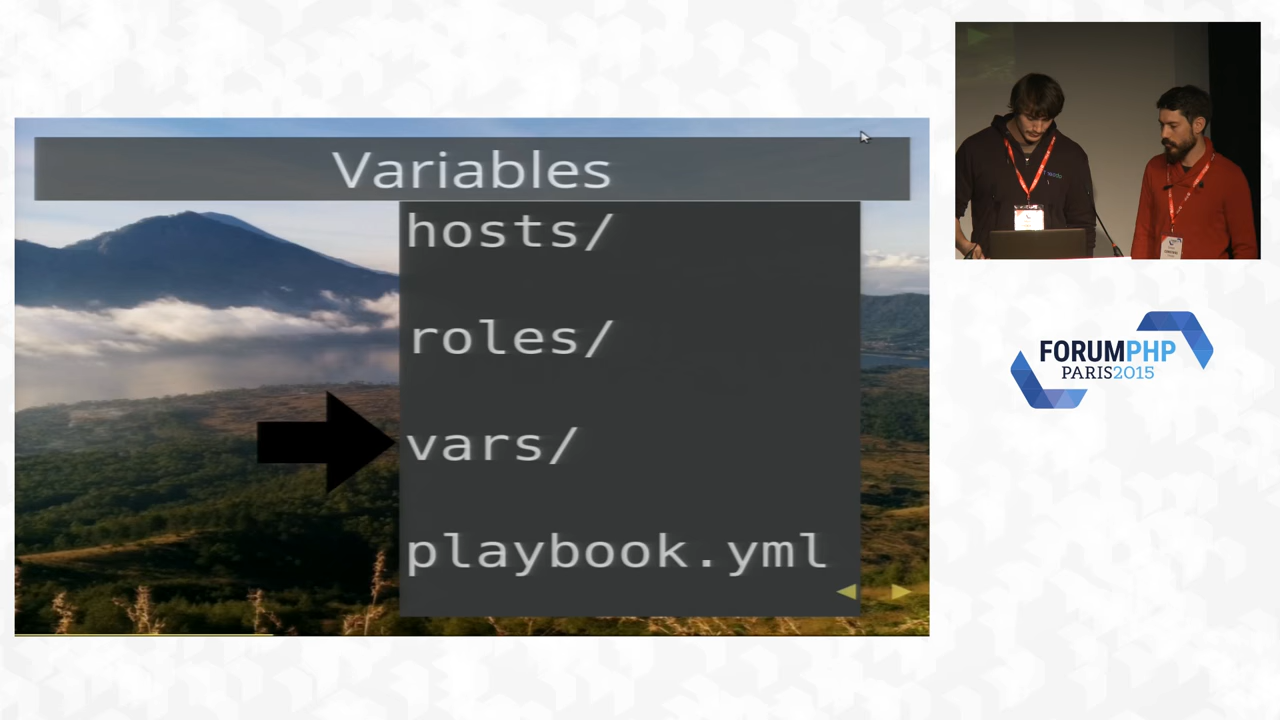 Variables
hosts/
roles/
vars/
playbook.yml
FORUMPHP
PARIS2015